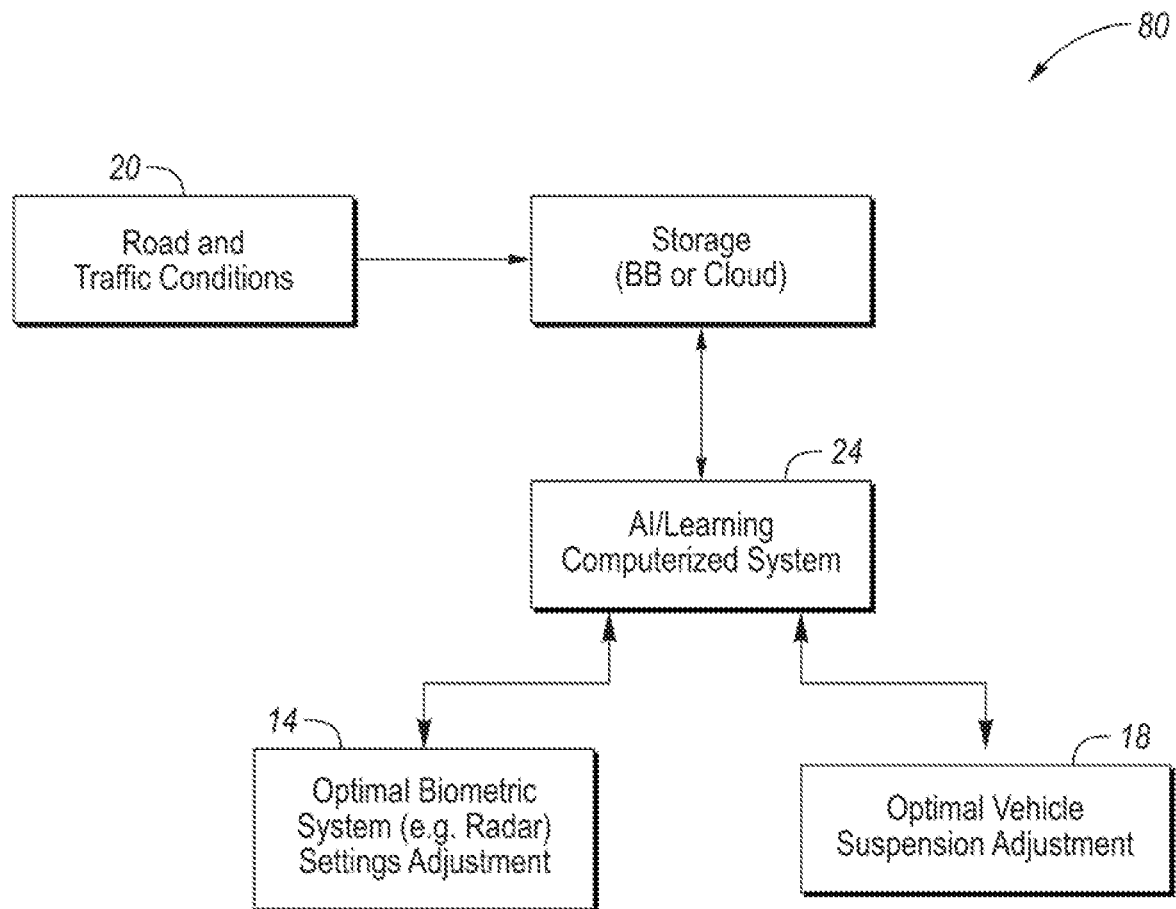 80
20
Road and
Traffic Conditions
Storage
(BB or Cloud)
24
AI/Learning
Computerized System
14
Optimal Biometric
System (e.g. Radar)
Settings Adjustment
18
Optimal Vehicle
Suspension Adjustment